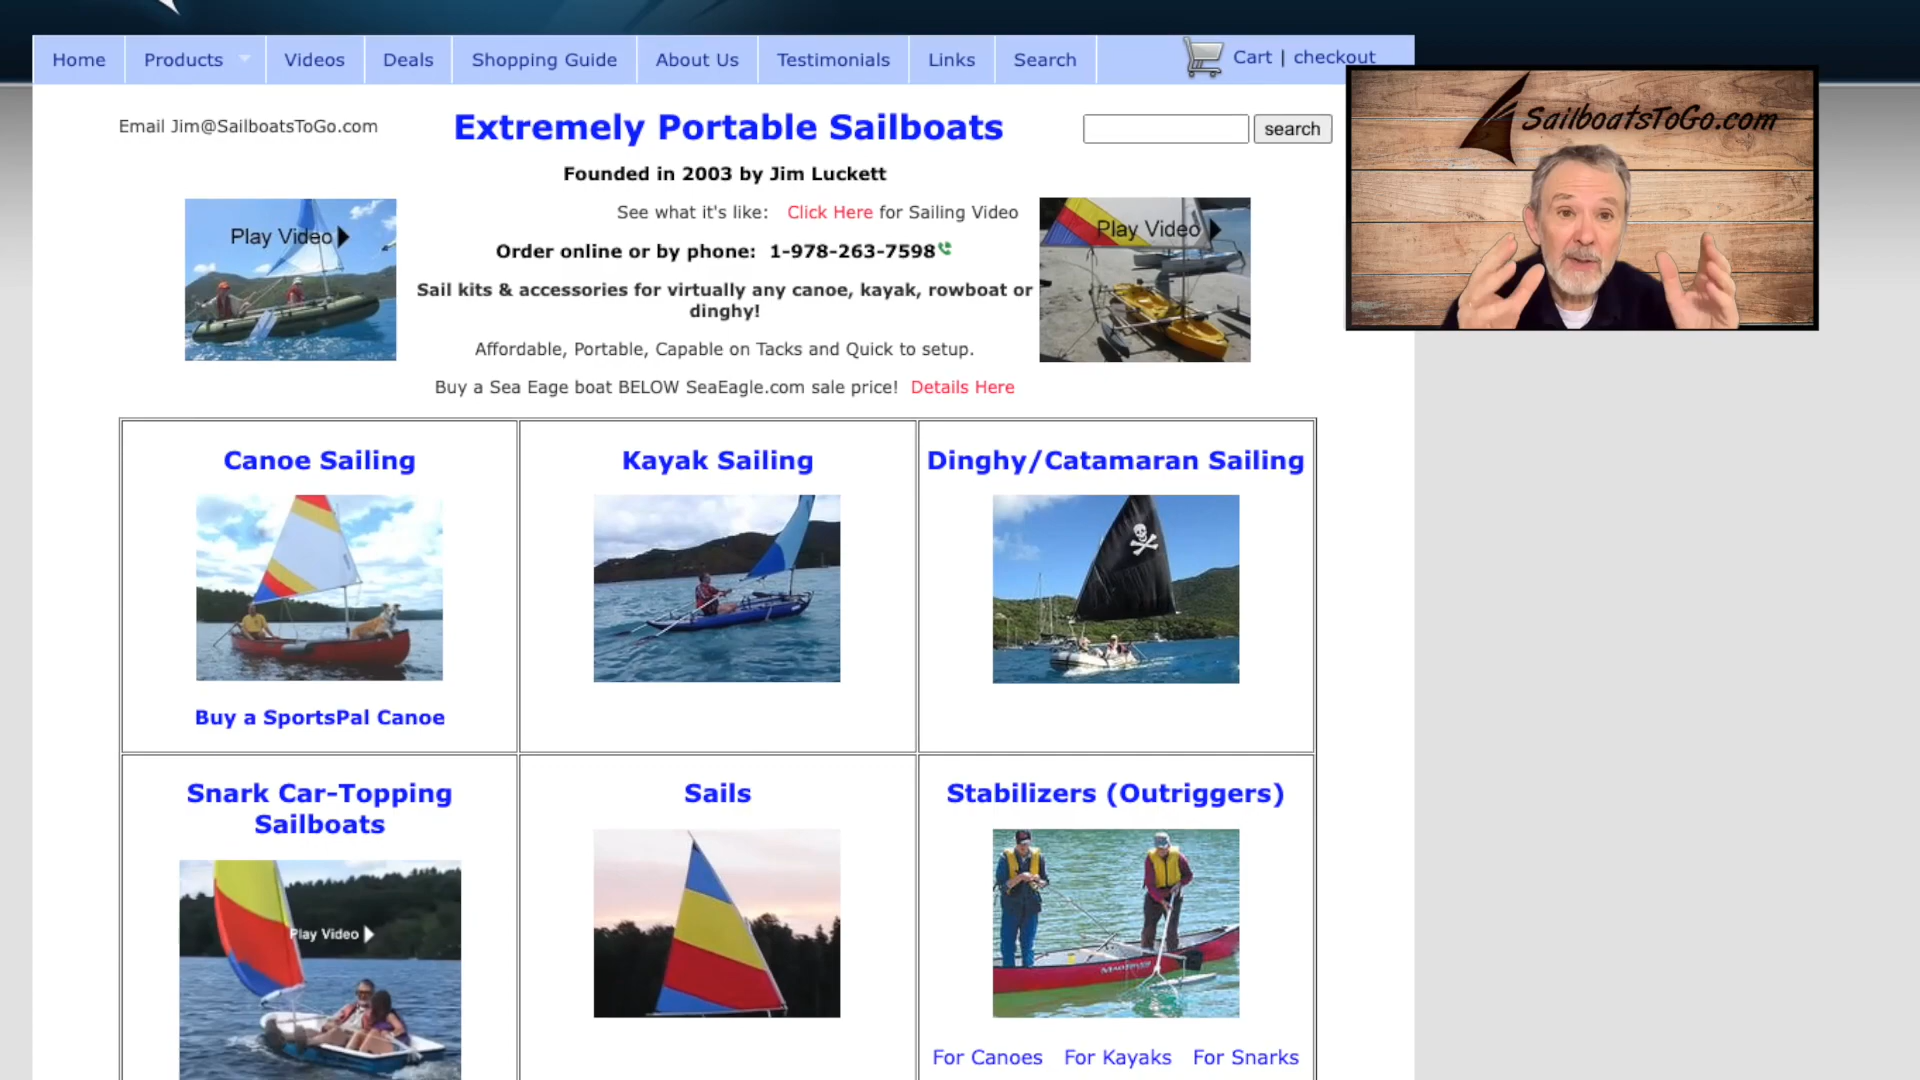 Home Products Videos Deals Shopping Guide About Us Testimonials Links Search Cart | checkout
SailboatsToGo.com
Email Jim@SailboatsToGo.com
Extremely Portable Sailboats
search
Founded in 2003 by Jim Luckett
See what it's like: Click Here for Sailing Video
Play Video
Play Video
Order online or by phone: 1-978-263-7598
Sail kits & accessories for virtually any canoe, kayak, rowboat or
dinghy!
Affordable, Portable, Capable on Tacks and Quick to setup.
Buy a Sea Eage boat BELOW SeaEagle.com sale price! Details Here
Canoe Sailing
Kayak Sailing
Dinghy/Catamaran Sailing
Buy a SportsPal Canoe
Snark Car-Topping
Sailboats
Play Video
Sails
Stabilizers (Outriggers)
For Canoes For Kayaks For Snarks